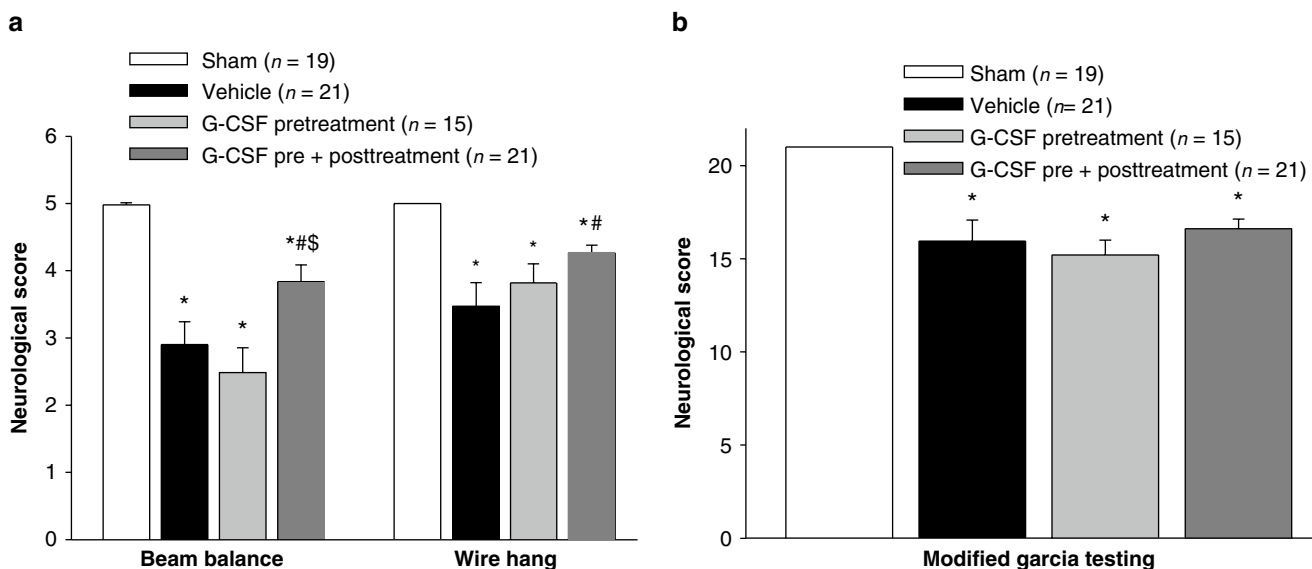 a
Sham (n = 19)
Vehicle (n = 21)
G-CSF pretreatment (n = 15)
G-CSF pre + posttreatment (n = 21)
Neurological score
6
5
4
3
2
1
0
*
*
*#$
*
*
*#
Beam balance
Wire hang
b
Sham (n = 19)
Vehicle (n= 21)
G-CSF pretreatment (n = 15)
G-CSF pre + posttreatment (n = 21)
Neurological score
20
15
10
5
0
*
*
*
Modified garcia testing